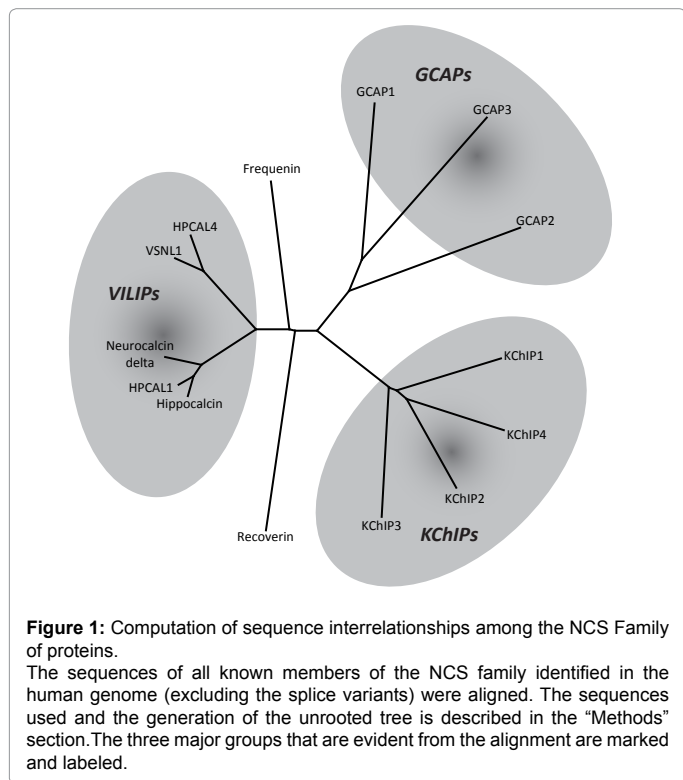 GCAPs
GCAP1
GCAP3
GCAP2
Frequenin
HPCAL4
VSNL1
VILIPs
Neurocalcin
delta
HPCAL1
Hippocalcin
Recoverin
KChIP1
KChIP4
KChIP2
KChIP3
KChIPs
Figure 1: Computation of sequence interrelationships among the NCS Family
of proteins.
The sequences of all known members of the NCS family identified in the
human genome (excluding the splice variants) were aligned. The sequences
used and the generation of the unrooted tree is described in the “Methods”
section.The three major groups that are evident from the alignment are marked
and labeled.